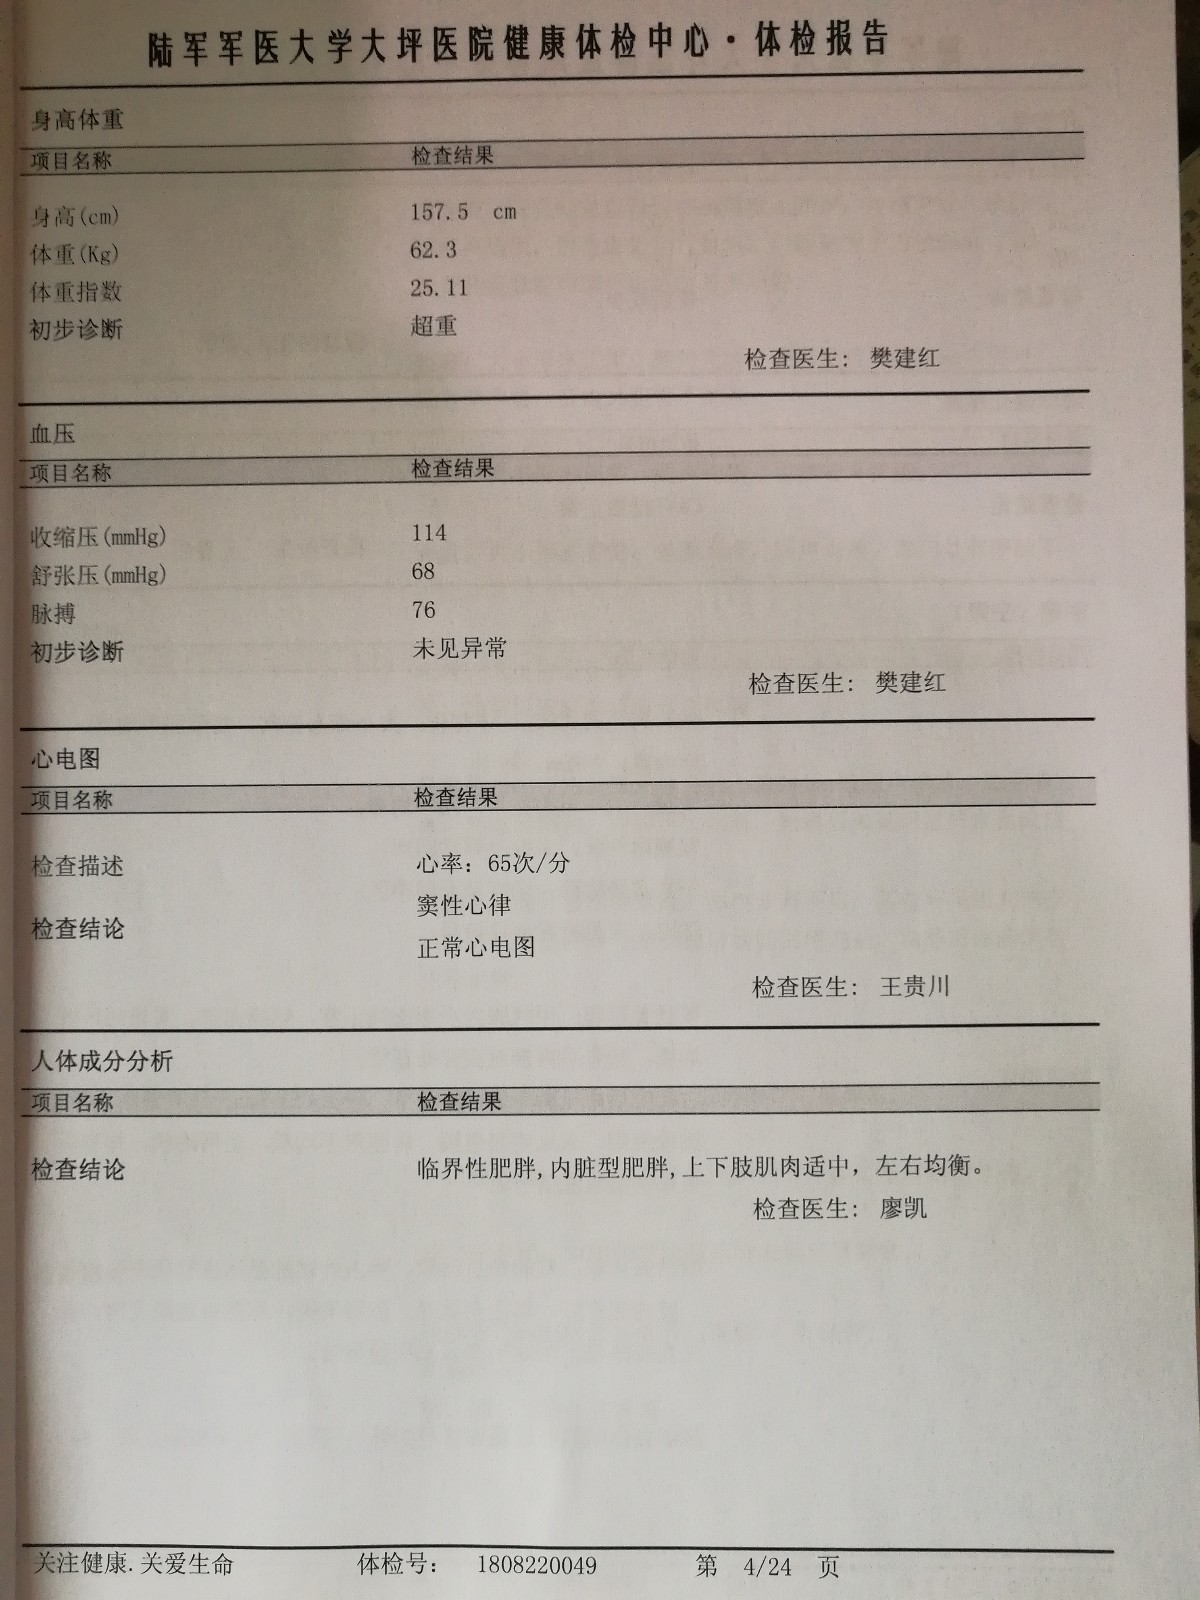 陆军军医大学大坪医院健康体检中心·体检报告
身高体重
项目名称 检查结果
身高(cm) 157.5 cm
体重(Kg) 62.3
体重指数 25.11
初步诊断 超重
检查医生: 樊建红
血压
项目名称 检查结果
收缩压(mmHg) 114
舒张压(mmHg) 68
脉搏 76
初步诊断 未见异常
检查医生: 樊建红
心电图
项目名称 检查结果
检查描述 心率: 65次/分
窦性心律
检查结论
正常心电图
检查医生: 王贵川
人体成分分析
项目名称 检查结果
检查结论 临界性肥胖,内脏型肥胖,上下肢肌肉适中，左右均衡。
检查医生: 廖凯
关注健康.关爱生命 体检号: 1808220049 第 4/24 页